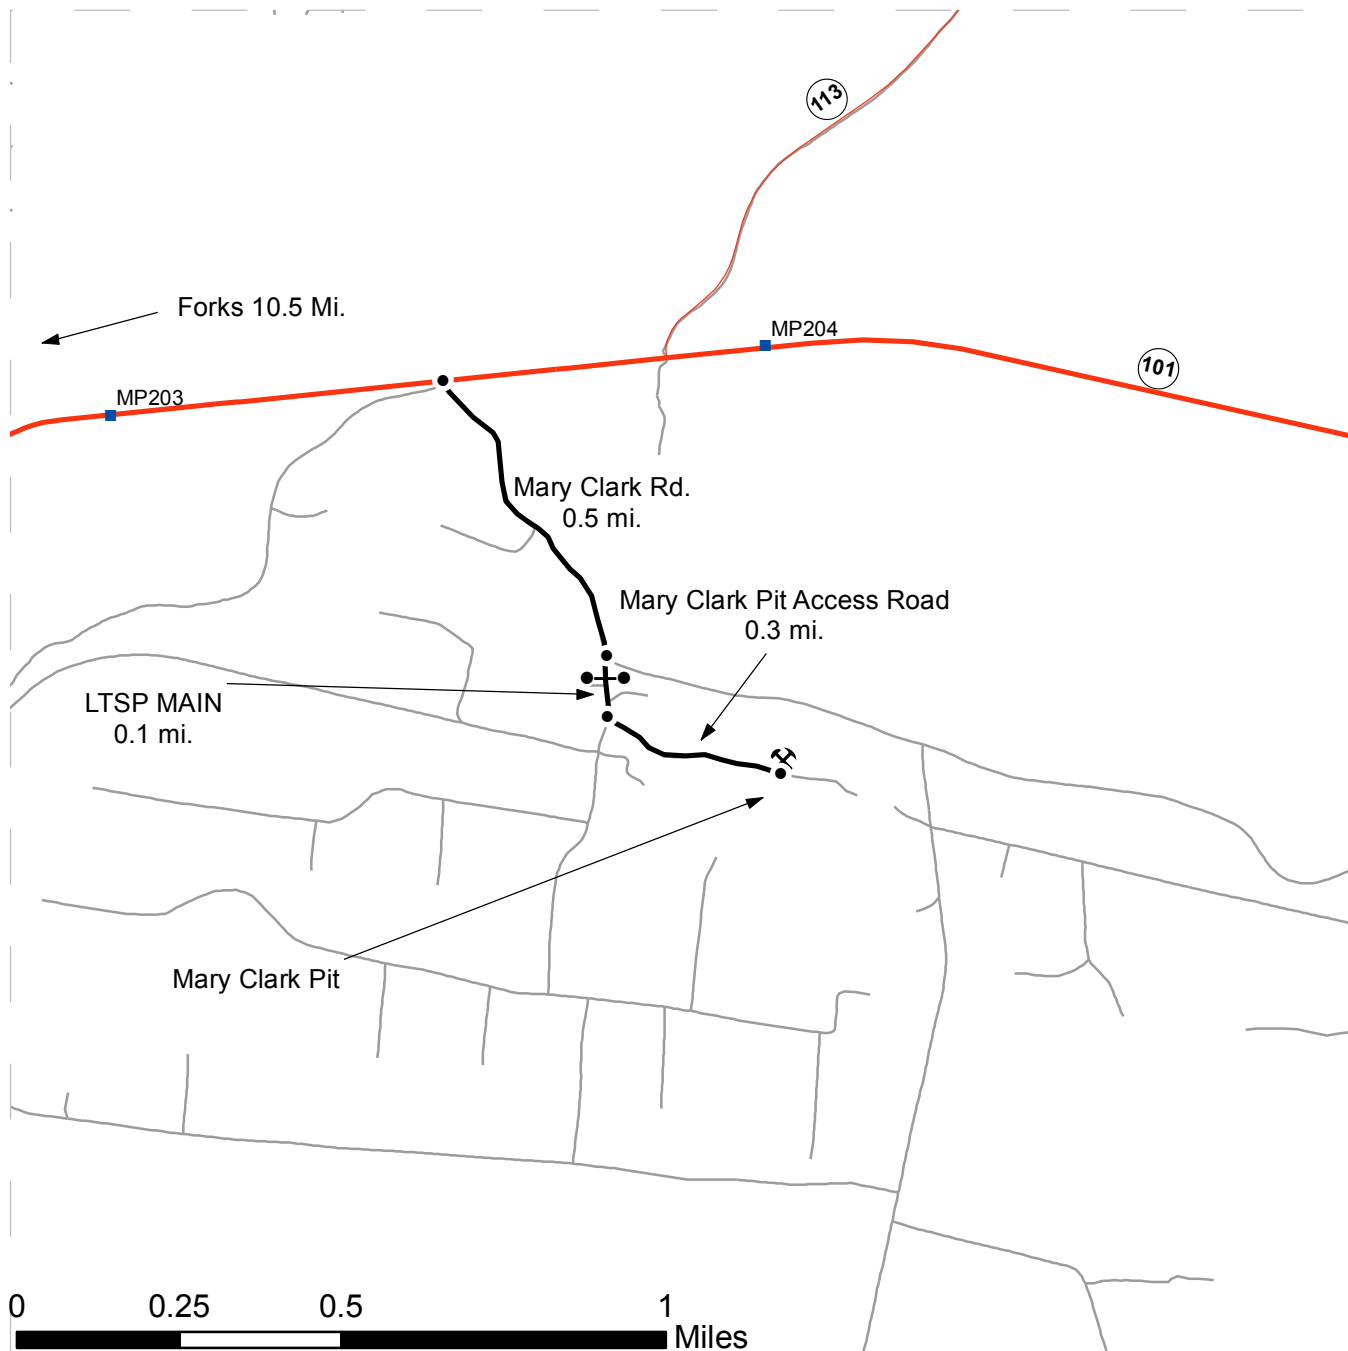 113
Forks 10.5 Mi.
MP204
101
MP203
Mary Clark Rd.
0.5 mi.
Mary Clark Pit Access Road
0.3 mi.
LTSP MAIN
0.1 mi.
Mary Clark Pit
0 0.25 0.5 1
Miles